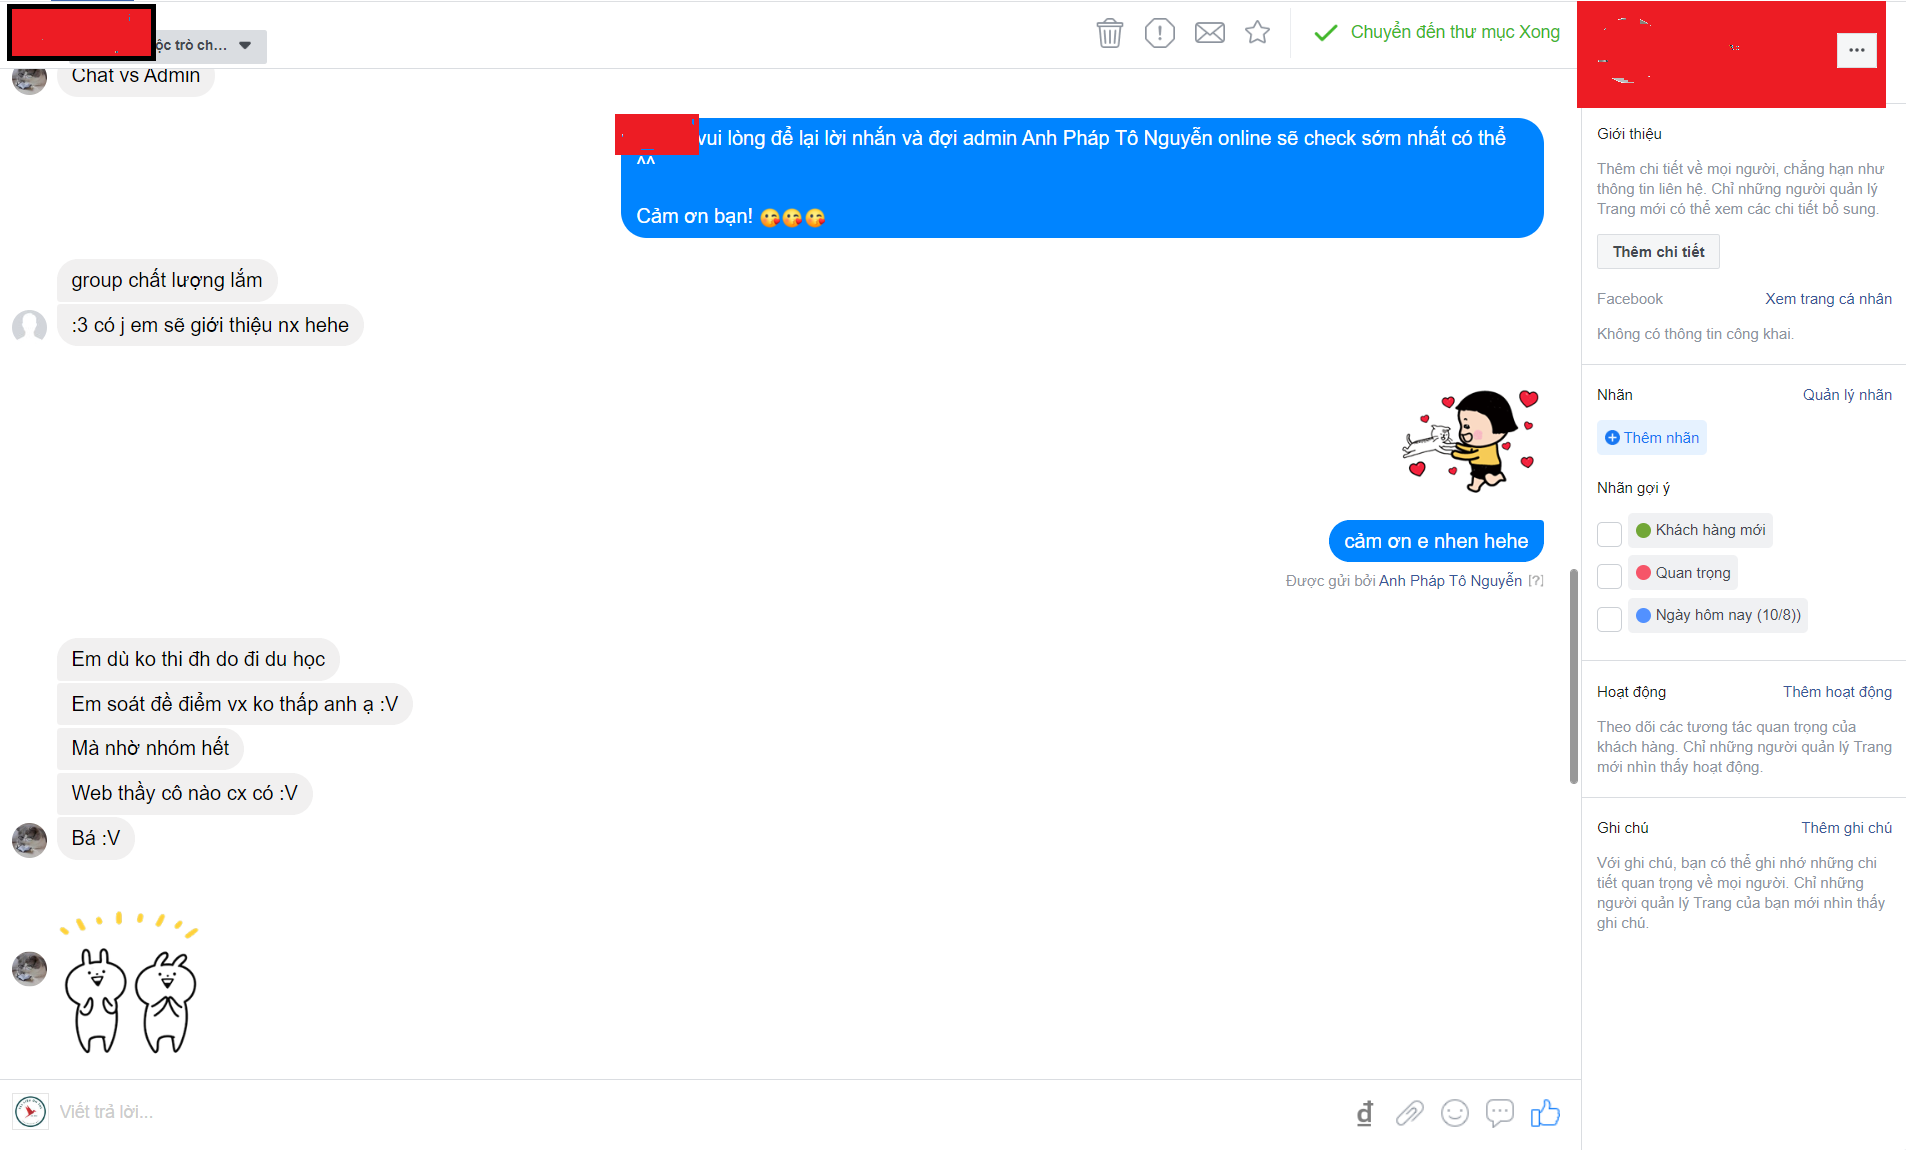 ộc trò ch...
Chuyển đến thư mục Xong
Chat vs Admin
vui lòng để lại lời nhắn và đợi admin Anh Pháp Tô Nguyễn online sẽ check sớm nhất có thể
^^
Cảm ơn bạn! 😘😘😘
group chất lượng lắm
:3 có j em sẽ giới thiệu nx hehe
cảm ơn e nhen hehe
Được gửi bởi Anh Pháp Tô Nguyễn [?]
Em dù ko thi đh do đi du học
Em soát đề điểm vx ko thấp anh ạ :V
Mà nhờ nhóm hết
Web thầy cô nào cx có :V
Bá :V
Viết trả lời...
đ
Giới thiệu
Thêm chi tiết về mọi người, chẳng hạn như
thông tin liên hệ. Chỉ những người quản lý
Trang mới có thể xem các chi tiết bổ sung.
Thêm chi tiết
Facebook Xem trang cá nhân
Không có thông tin công khai.
Nhãn Quản lý nhãn
Thêm nhãn
Nhãn gợi ý
Khách hàng mới
Quan trọng
Ngày hôm nay (10/8))
Hoạt động Thêm hoạt động
Theo dõi các tương tác quan trọng của
khách hàng. Chỉ những người quản lý Trang
mới nhìn thấy hoạt động.
Ghi chú Thêm ghi chú
Với ghi chú, bạn có thể ghi nhớ những chi
tiết quan trọng về mọi người. Chỉ những
người quản lý Trang của bạn mới nhìn thấy
ghi chú.